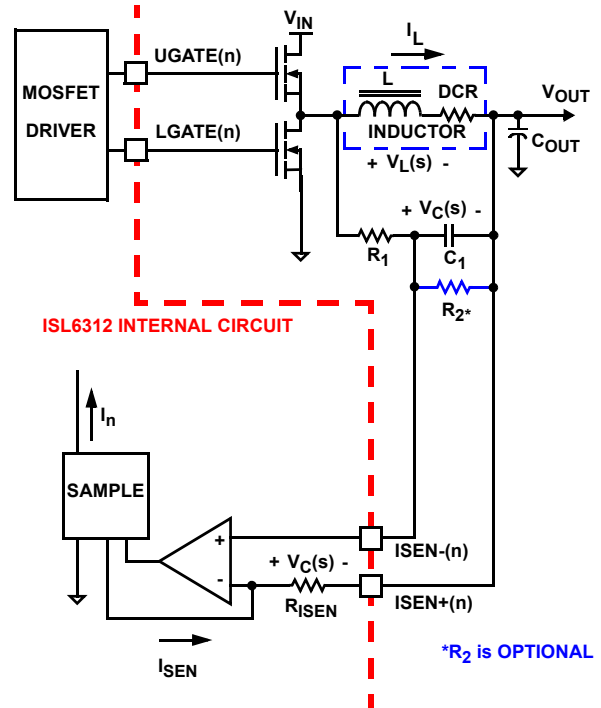 V_IN
I_L
UGATE(n)
L
DCR
V_OUT
MOSFET
DRIVER
LGATE(n)
INDUCTOR
C_OUT
+ V_L(s) -
+ V_C(s) -
R_1
C_1
R_2*
ISL6312 INTERNAL CIRCUIT
I_n
SAMPLE
+
-
+ V_C(s) -
ISEN-(n)
R_ISEN
ISEN+(n)
I_SEN
*R_2 is OPTIONAL